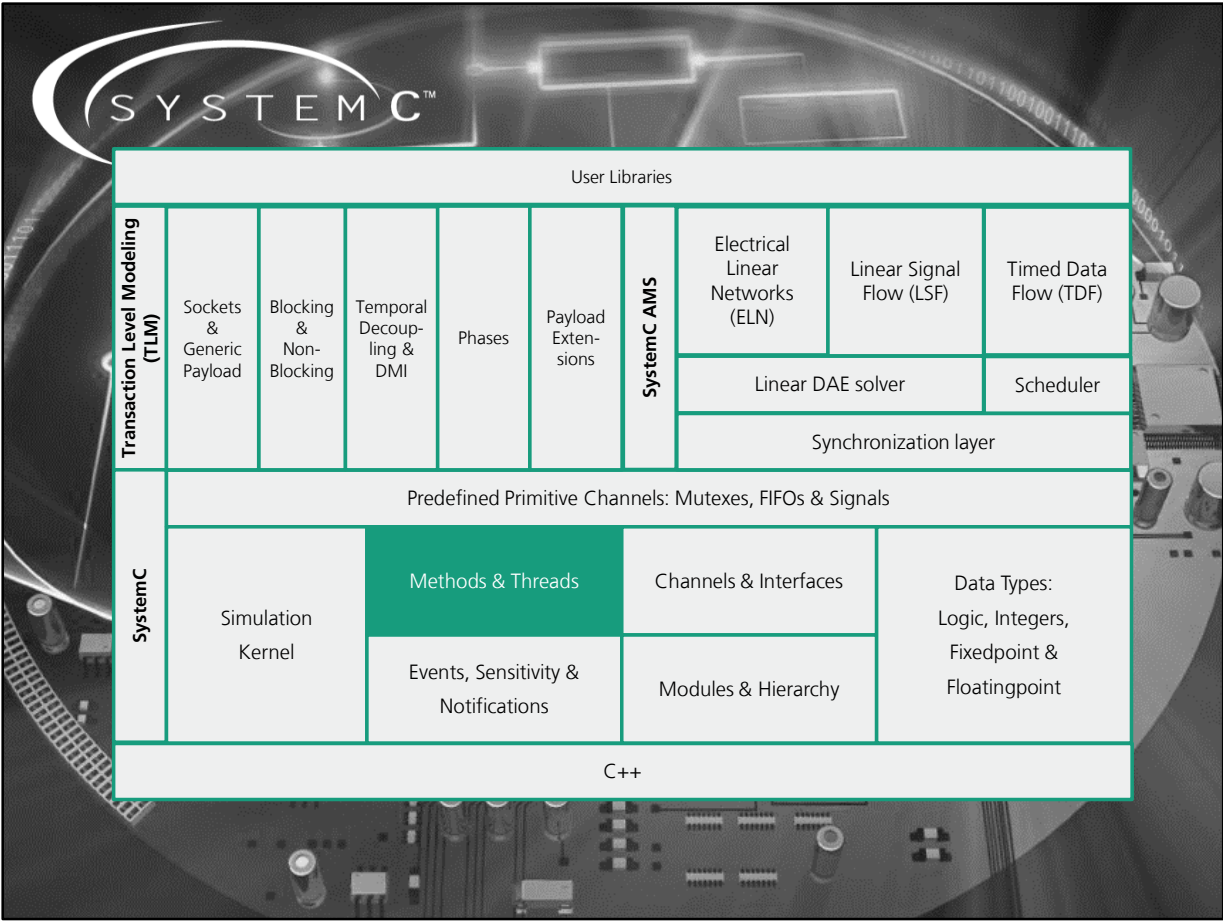 SYSTEMC™
User Libraries
Transaction Level Modeling
(TLM)
Sockets
&
Generic
Payload
Blocking
&
Non-
Blocking
Temporal
Decoup-
ling &
DMI
Phases
Payload
Exten-
sions
SystemC AMS
Electrical
Linear
Networks
(ELN)
Linear Signal
Flow (LSF)
Timed Data
Flow (TDF)
Linear DAE solver
Scheduler
Synchronization layer
SystemC
Predefined Primitive Channels: Mutexes, FIFOs & Signals
Simulation
Kernel
Methods & Threads
Channels & Interfaces
Data Types:
Logic, Integers,
Fixedpoint &
Floatingpoint
Events, Sensitivity &
Notifications
Modules & Hierarchy
C++